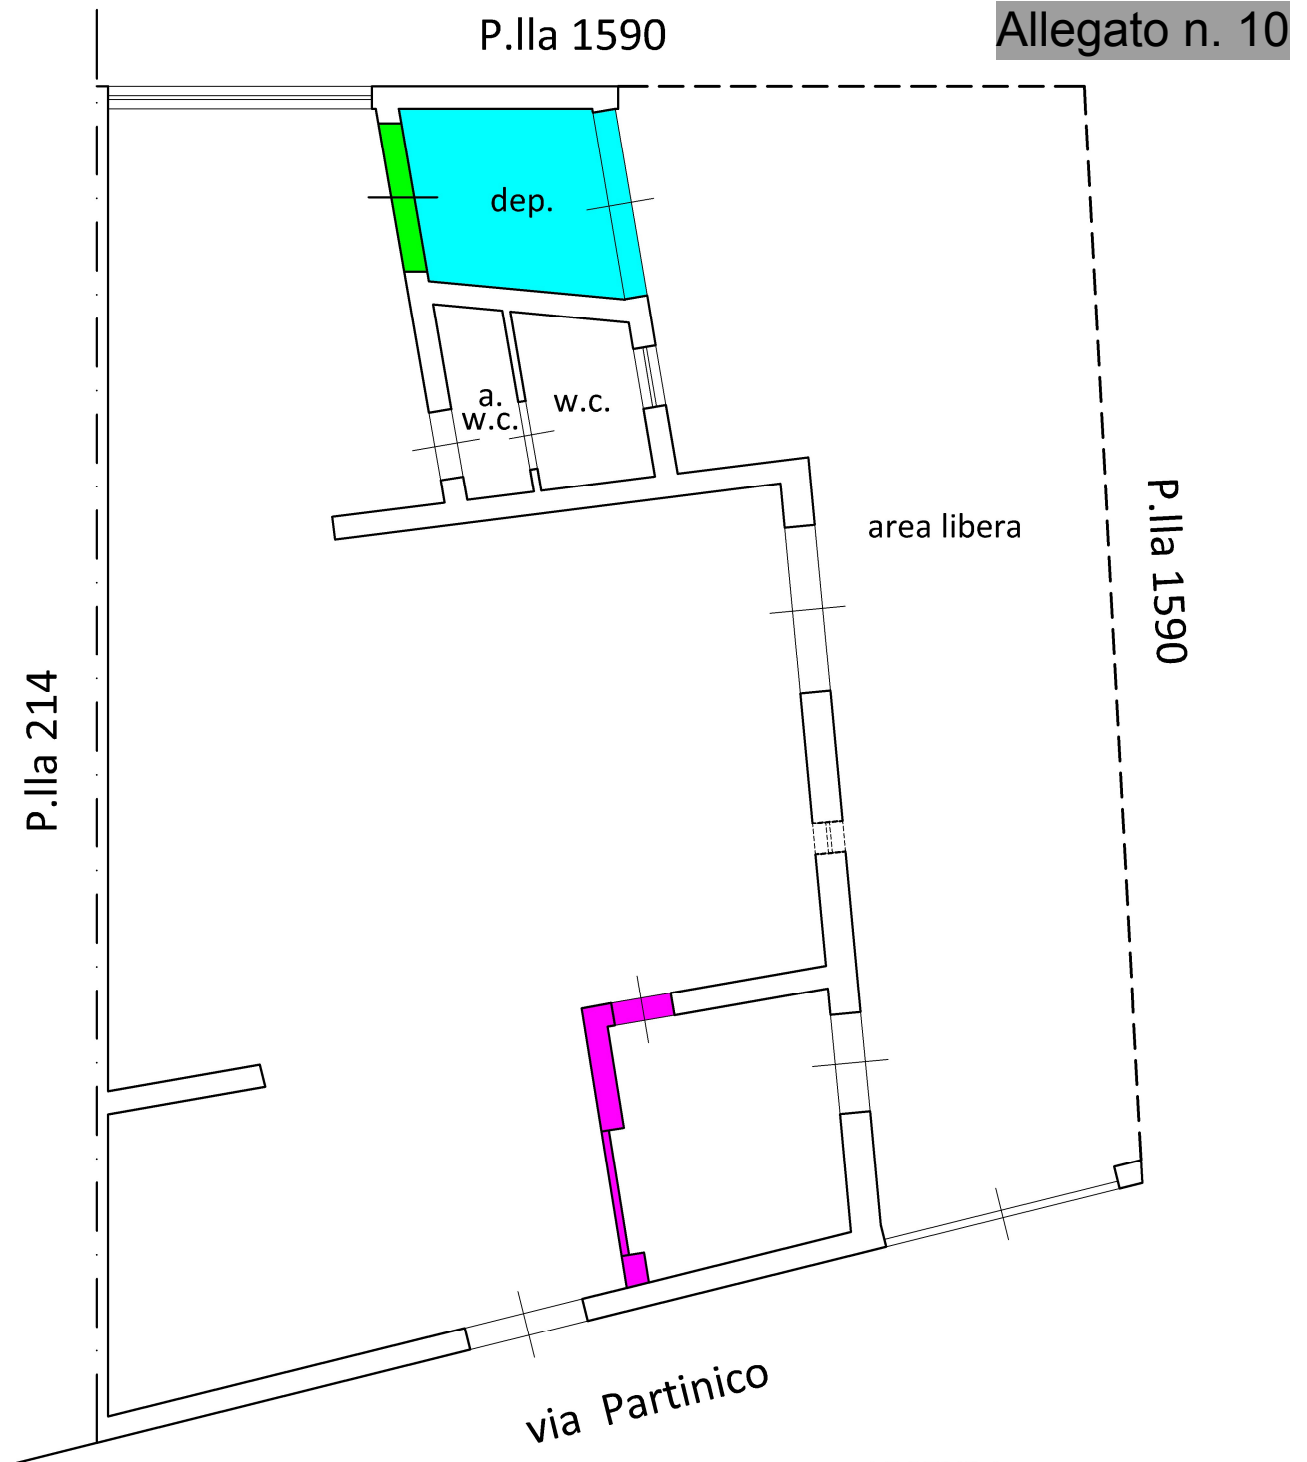 P.lla 1590
Allegato n. 10
dep.
a.
w.c.
w.c.
area libera
P.lla 1590
P.lla 214
via Partinico